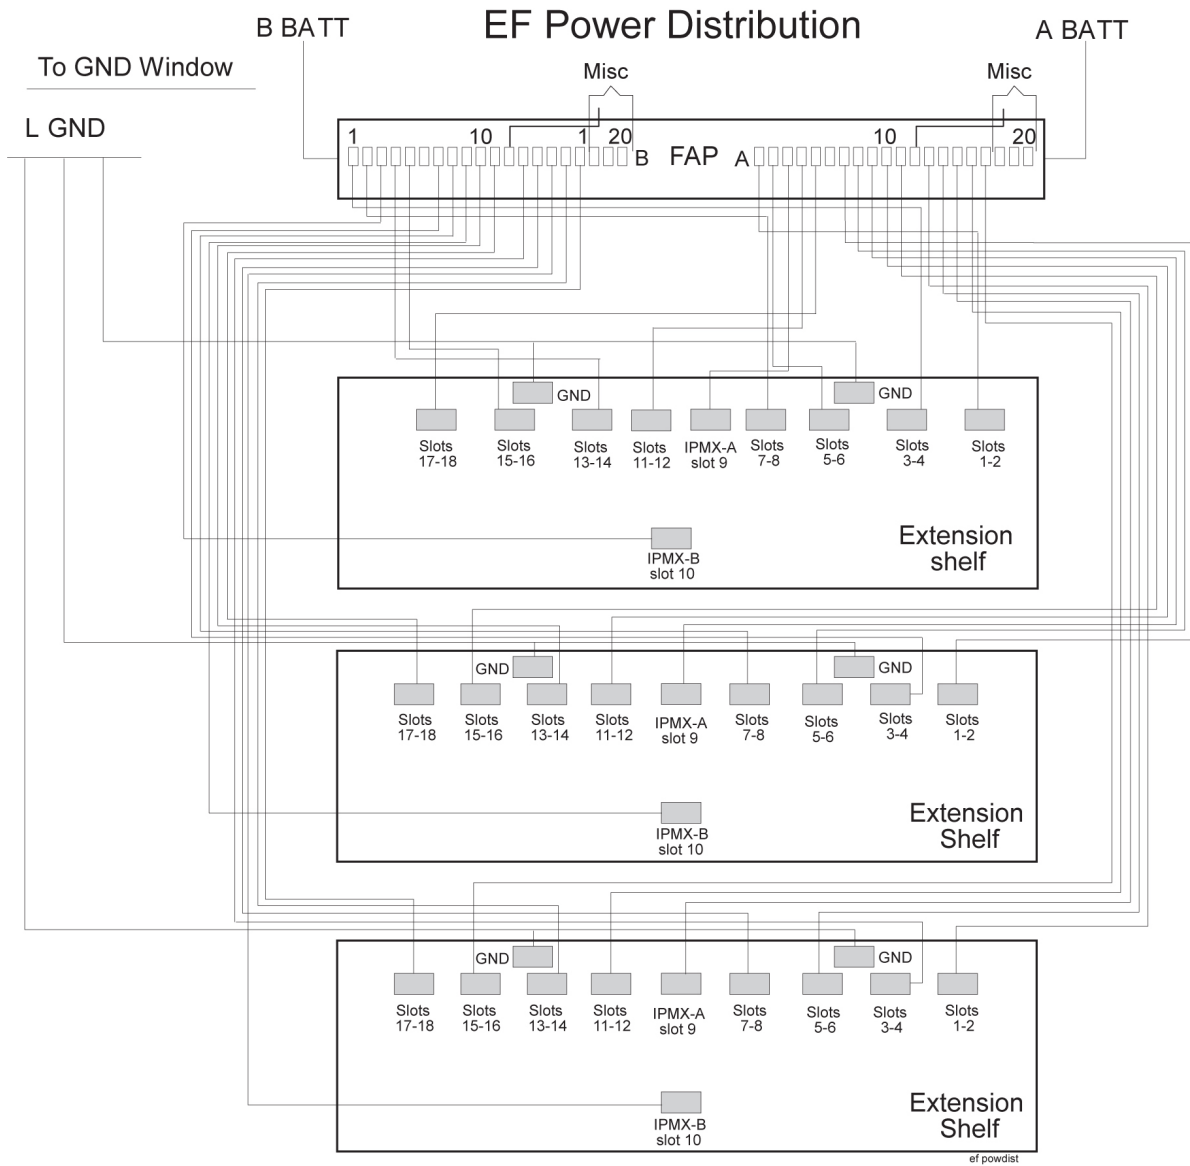 EF Power Distribution
B BATT
A BATT
To GND Window
Misc
Misc
L GND
1 10 1 20 10 20
B FAP A
GND GND
Slots 17-18
Slots 15-16
Slots 13-14
Slots 11-12
IPMX-A slot 9
Slots 7-8
Slots 5-6
Slots 3-4
Slots 1-2
Extension
shelf
IPMX-B
slot 10
GND GND
Slots 17-18
Slots 15-16
Slots 13-14
Slots 11-12
IPMX-A slot 9
Slots 7-8
Slots 5-6
Slots 3-4
Slots 1-2
Extension
Shelf
IPMX-B
slot 10
GND GND
Slots 17-18
Slots 15-16
Slots 13-14
Slots 11-12
IPMX-A slot 9
Slots 7-8
Slots 5-6
Slots 3-4
Slots 1-2
Extension
Shelf
IPMX-B
slot 10
ef powdist